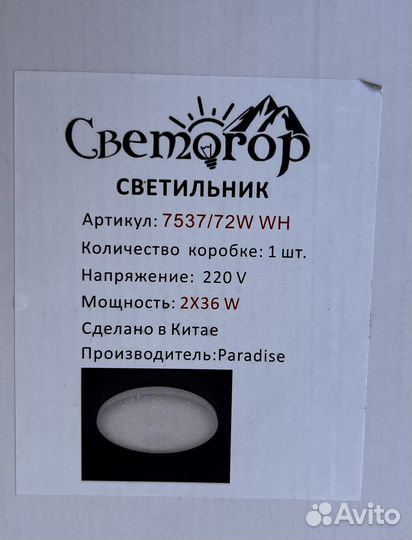 Светогор
СВЕТИЛЬНИК
Артикул: 7537/72W WH
Количество коробке: 1 шт.
Напряжение: 220 V
Мощность: 2X36 W
Сделано в Китае
Производитель:Paradise
Avito